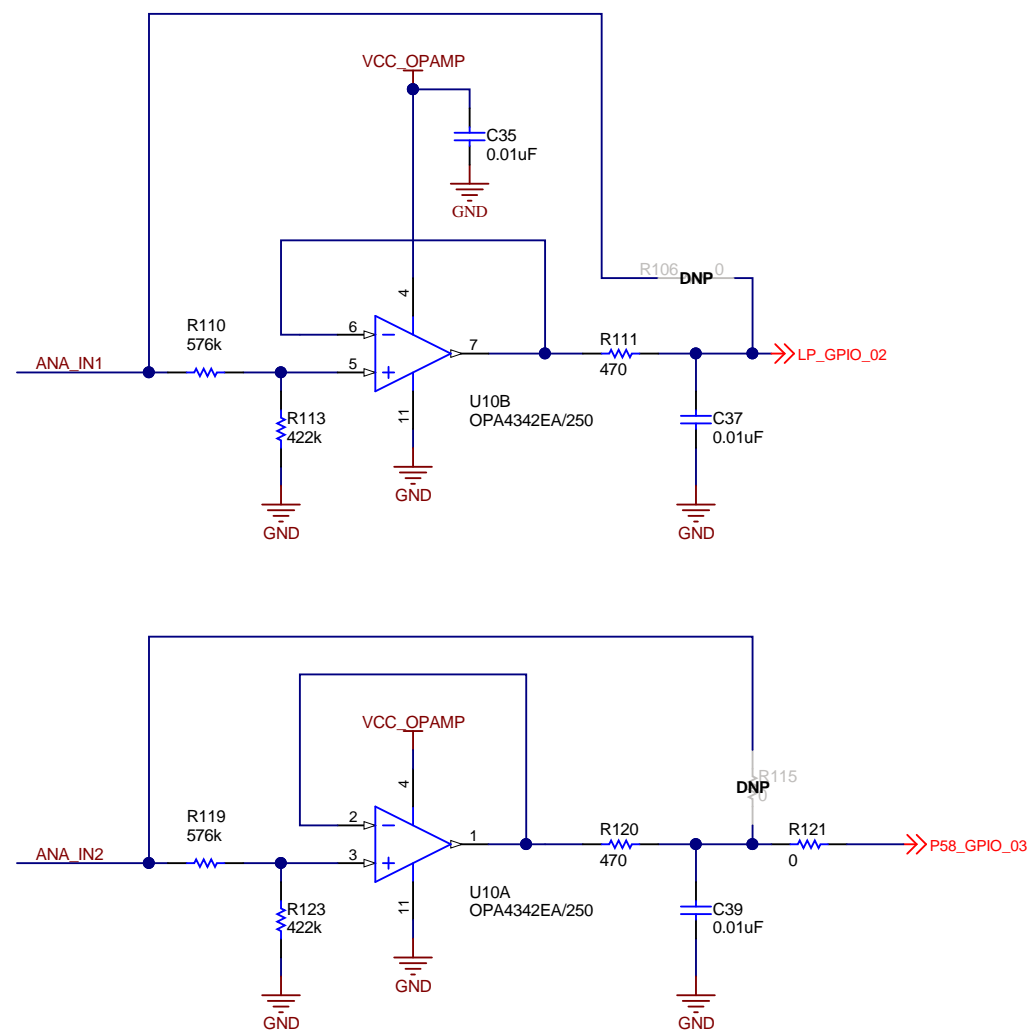 VCC_OPAMP
C35
0.01uF
GND
R106 DNP 0
4
R110
576k
6
7
R111
470
LP_GPIO_02
ANA_IN1
5
R113
422k
11
U10B
OPA4342EA/250
C37
0.01uF
GND
GND
GND
VCC_OPAMP
4
R115
DNP
0
R119
576k
2
1
R120
470
R121
0
P58_GPIO_03
ANA_IN2
3
R123
422k
11
U10A
OPA4342EA/250
C39
0.01uF
GND
GND
GND